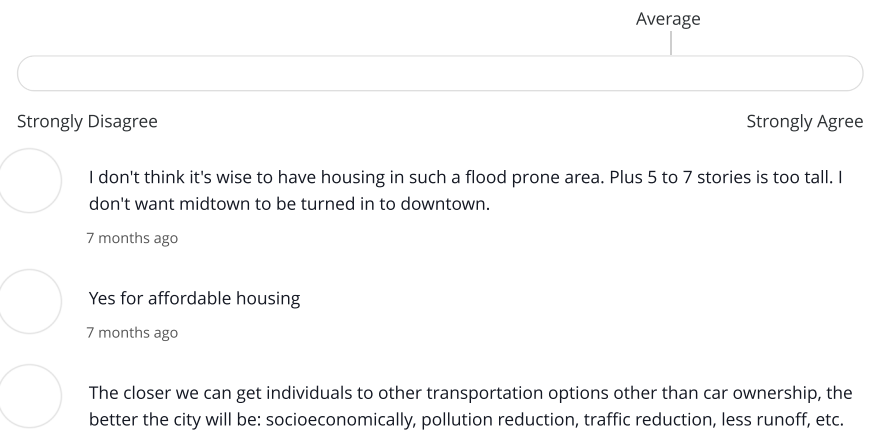 Average
Strongly Disagree
Strongly Agree
I don't think it's wise to have housing in such a flood prone area. Plus 5 to 7 stories is too tall. I
don't want midtown to be turned in to downtown.
7 months ago
Yes for affordable housing
7 months ago
The closer we can get individuals to other transportation options other than car ownership, the
better the city will be: socioeconomically, pollution reduction, traffic reduction, less runoff, etc.